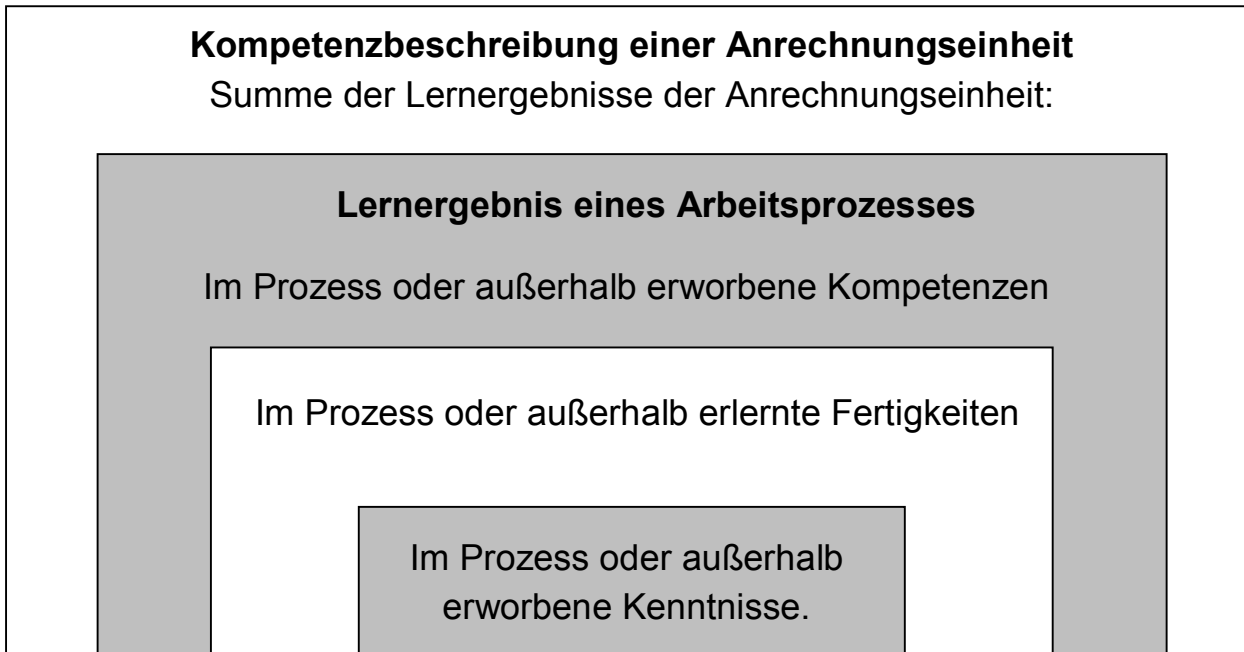 Kompetenzbeschreibung einer Anrechnungseinheit
Summe der Lernergebnisse der Anrechnungseinheit:
Lernergebnis eines Arbeitsprozesses
Im Prozess oder außerhalb erworbene Kompetenzen
Im Prozess oder außerhalb erlernte Fertigkeiten
Im Prozess oder außerhalb
erworbene Kenntnisse.